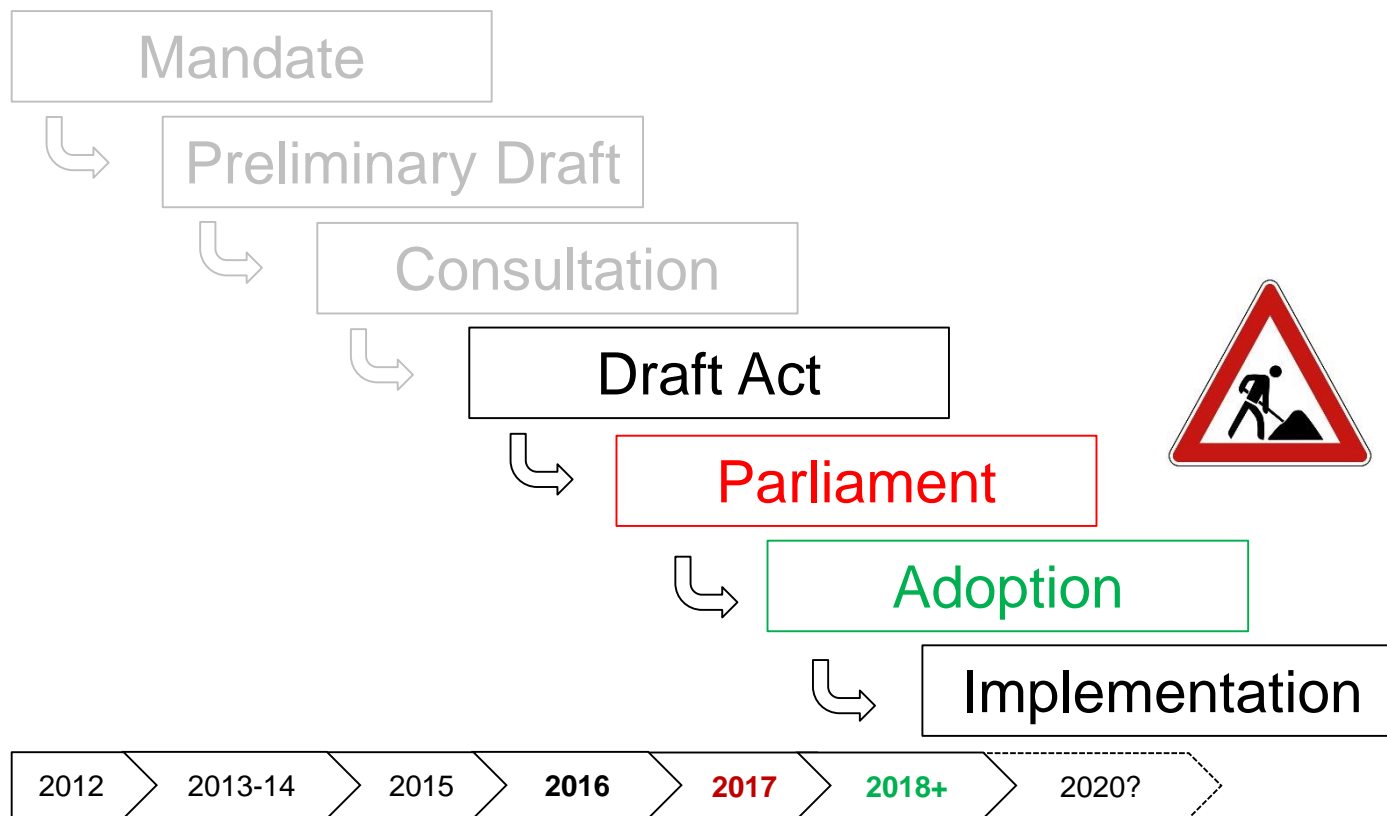 Mandate
Preliminary Draft
Consultation
Draft Act
Parliament
Adoption
Implementation
2012 2013-14 2015 2016 2017 2018+ 2020?